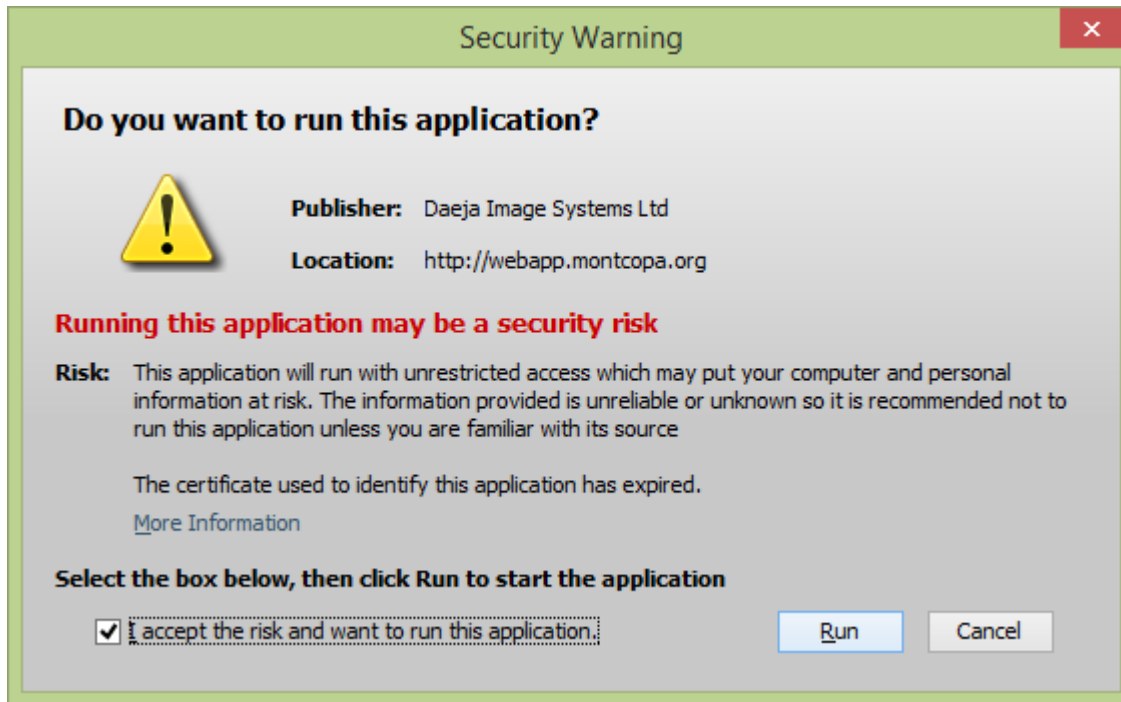 Security Warning
Do you want to run this application?
Publisher: Daeja Image Systems Ltd
Location: http://webapp.montcopa.org
Running this application may be a security risk
Risk: This application will run with unrestricted access which may put your computer and personal
information at risk. The information provided is unreliable or unknown so it is recommended not to
run this application unless you are familiar with its source
The certificate used to identify this application has expired.
More Information
Select the box below, then click Run to start the application
I accept the risk and want to run this application.
Run Cancel